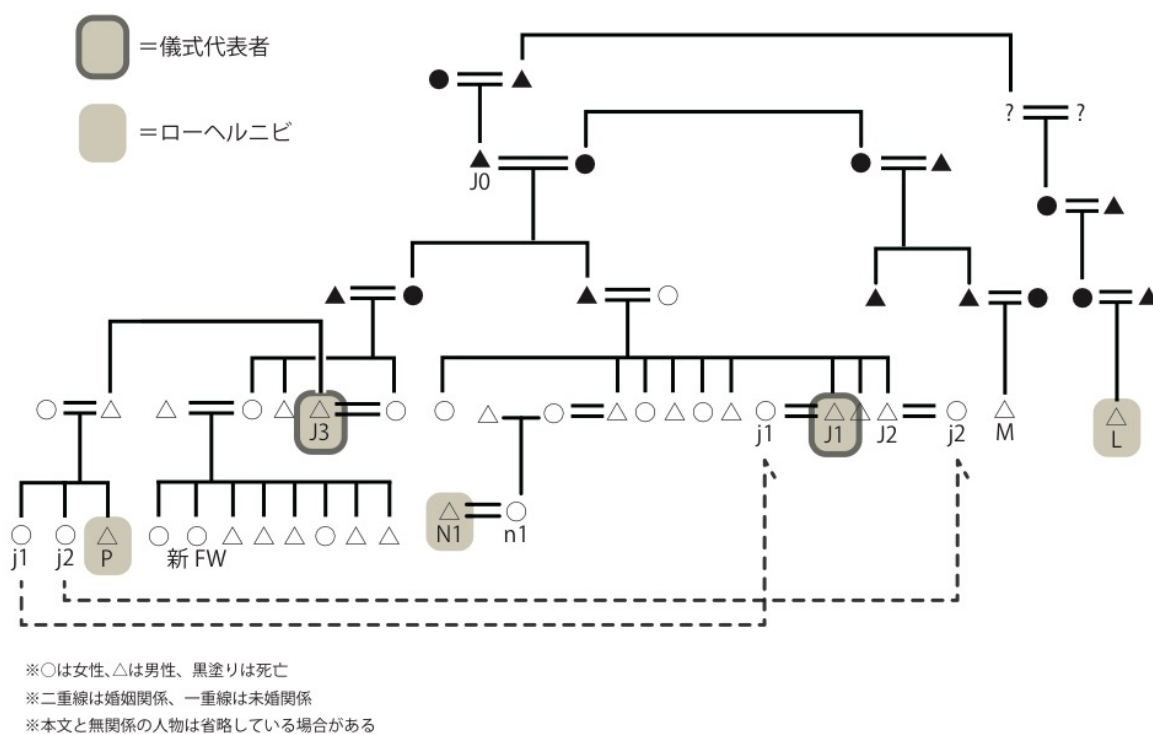 ＝儀式代表者
＝ローヘルニビ
? ?
J0
J3 j1 J1 J2 j2 M L
N1 n1
j1 j2 P 新 FW
※○は女性、△は男性、黒塗りは死亡
※二重線は婚姻関係、一重線は未婚関係
※本文と無関係の人物は省略している場合がある